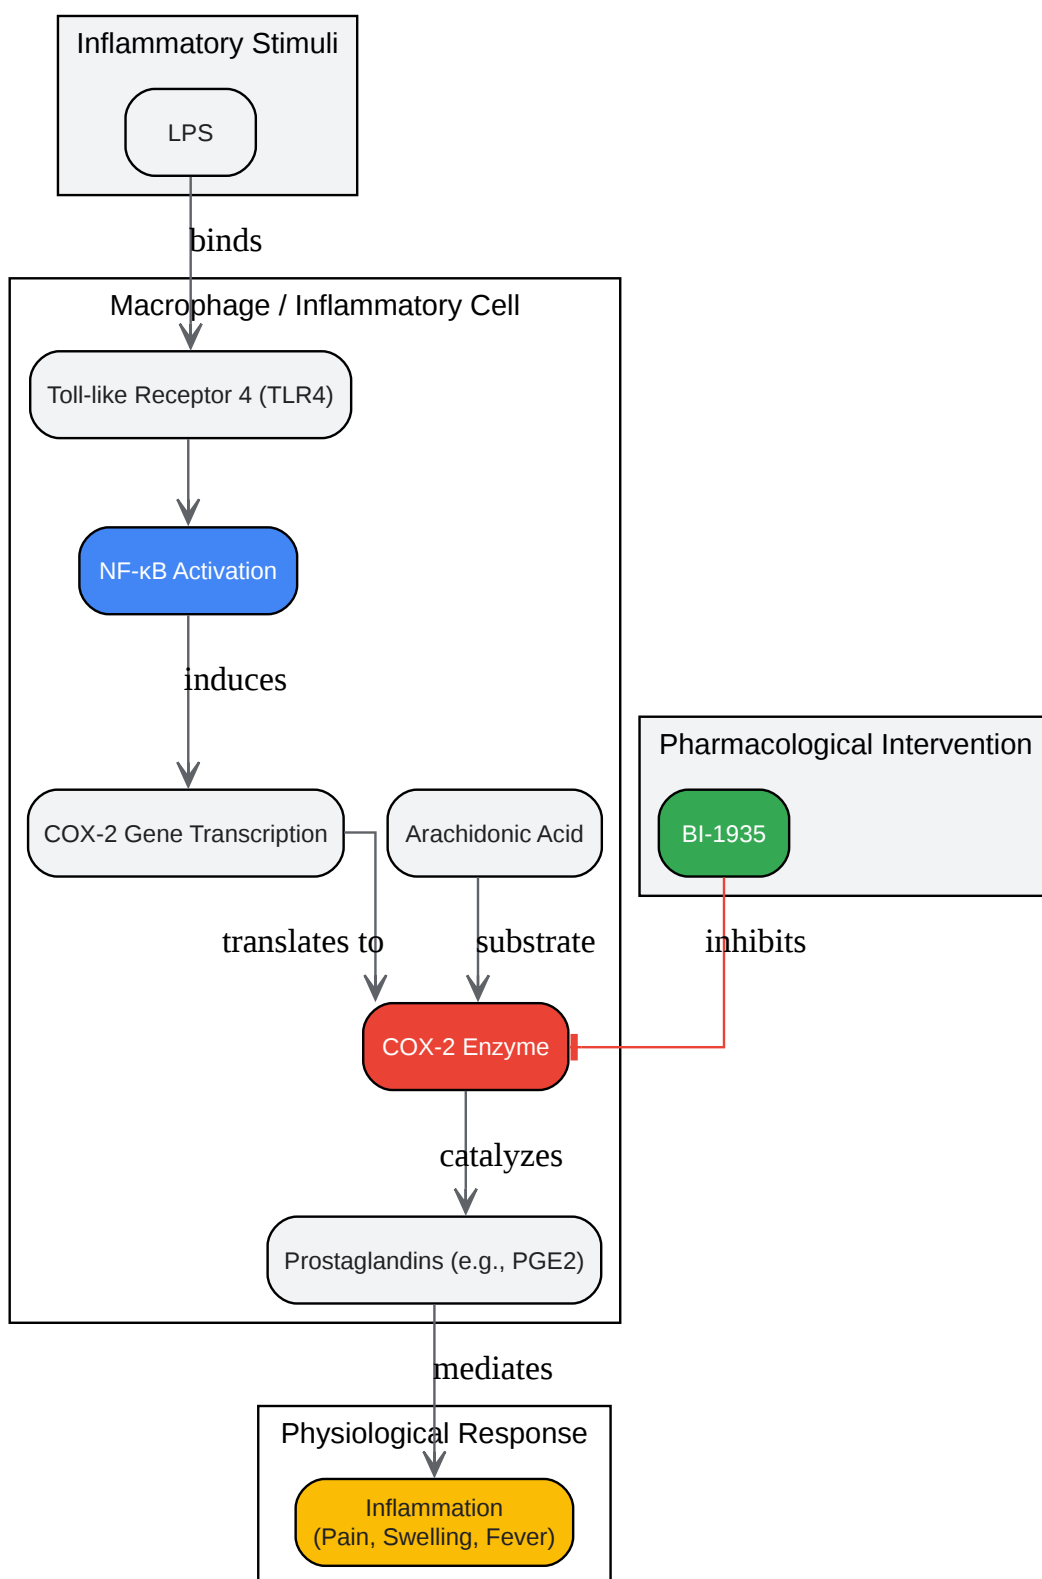 Inflammatory Stimuli
LPS
binds
Macrophage / Inflammatory Cell
Toll-like Receptor 4 (TLR4)
NF-κB Activation
induces
Pharmacological Intervention
COX-2 Gene Transcription
Arachidonic Acid
BI-1935
translates to
substrate
inhibits
COX-2 Enzyme
catalyzes
Prostaglandins (e.g., PGE2)
mediates
Physiological Response
Inflammation
(Pain, Swelling, Fever)